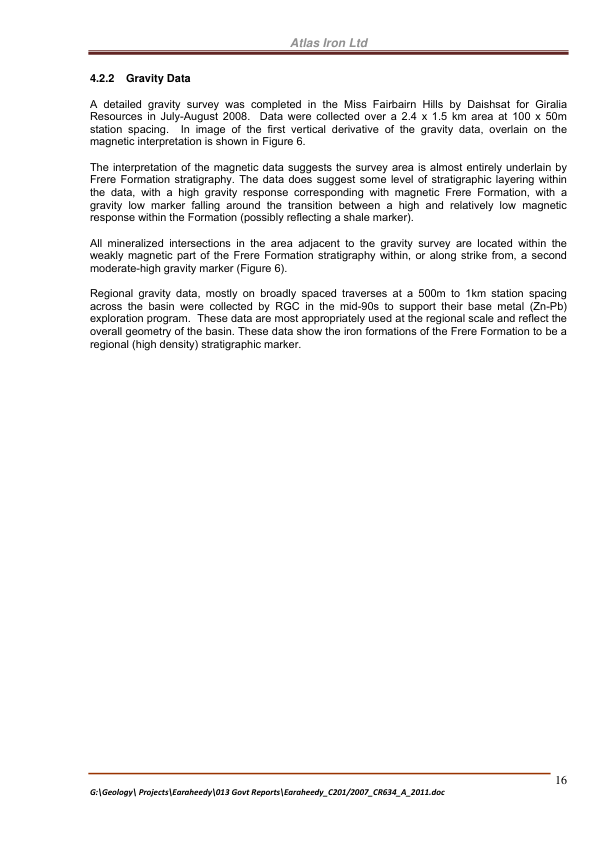 Atlas Iron Ltd
4.2.2 Gravity Data
A detailed gravity survey was completed in the Miss Fairbairn Hills by Daishsat for Giralia
Resources in July-August 2008. Data were collected over a 2.4 x 1.5 km area at 100 x 50m
station spacing. In image of the first vertical derivative of the gravity data, overlain on the
magnetic interpretation is shown in Figure 6.
The interpretation of the magnetic data suggests the survey area is almost entirely underlain by
Frere Formation stratigraphy. The data does suggest some level of stratigraphic layering within
the data, with a high gravity response corresponding with magnetic Frere Formation, with a
gravity low marker falling around the transition between a high and relatively low magnetic
response within the Formation (possibly reflecting a shale marker).
All mineralized intersections in the area adjacent to the gravity survey are located within the
weakly magnetic part of the Frere Formation stratigraphy within, or along strike from, a second
moderate-high gravity marker (Figure 6).
Regional gravity data, mostly on broadly spaced traverses at a 500m to 1km station spacing
across the basin were collected by RGC in the mid-90s to support their base metal (Zn-Pb)
exploration program. These data are most appropriately used at the regional scale and reflect the
overall geometry of the basin. These data show the iron formations of the Frere Formation to be a
regional (high density) stratigraphic marker.
16
G:\Geology\ Projects\Earaheedy\013 Govt Reports\Earaheedy_C201/2007_CR634_A_2011.doc